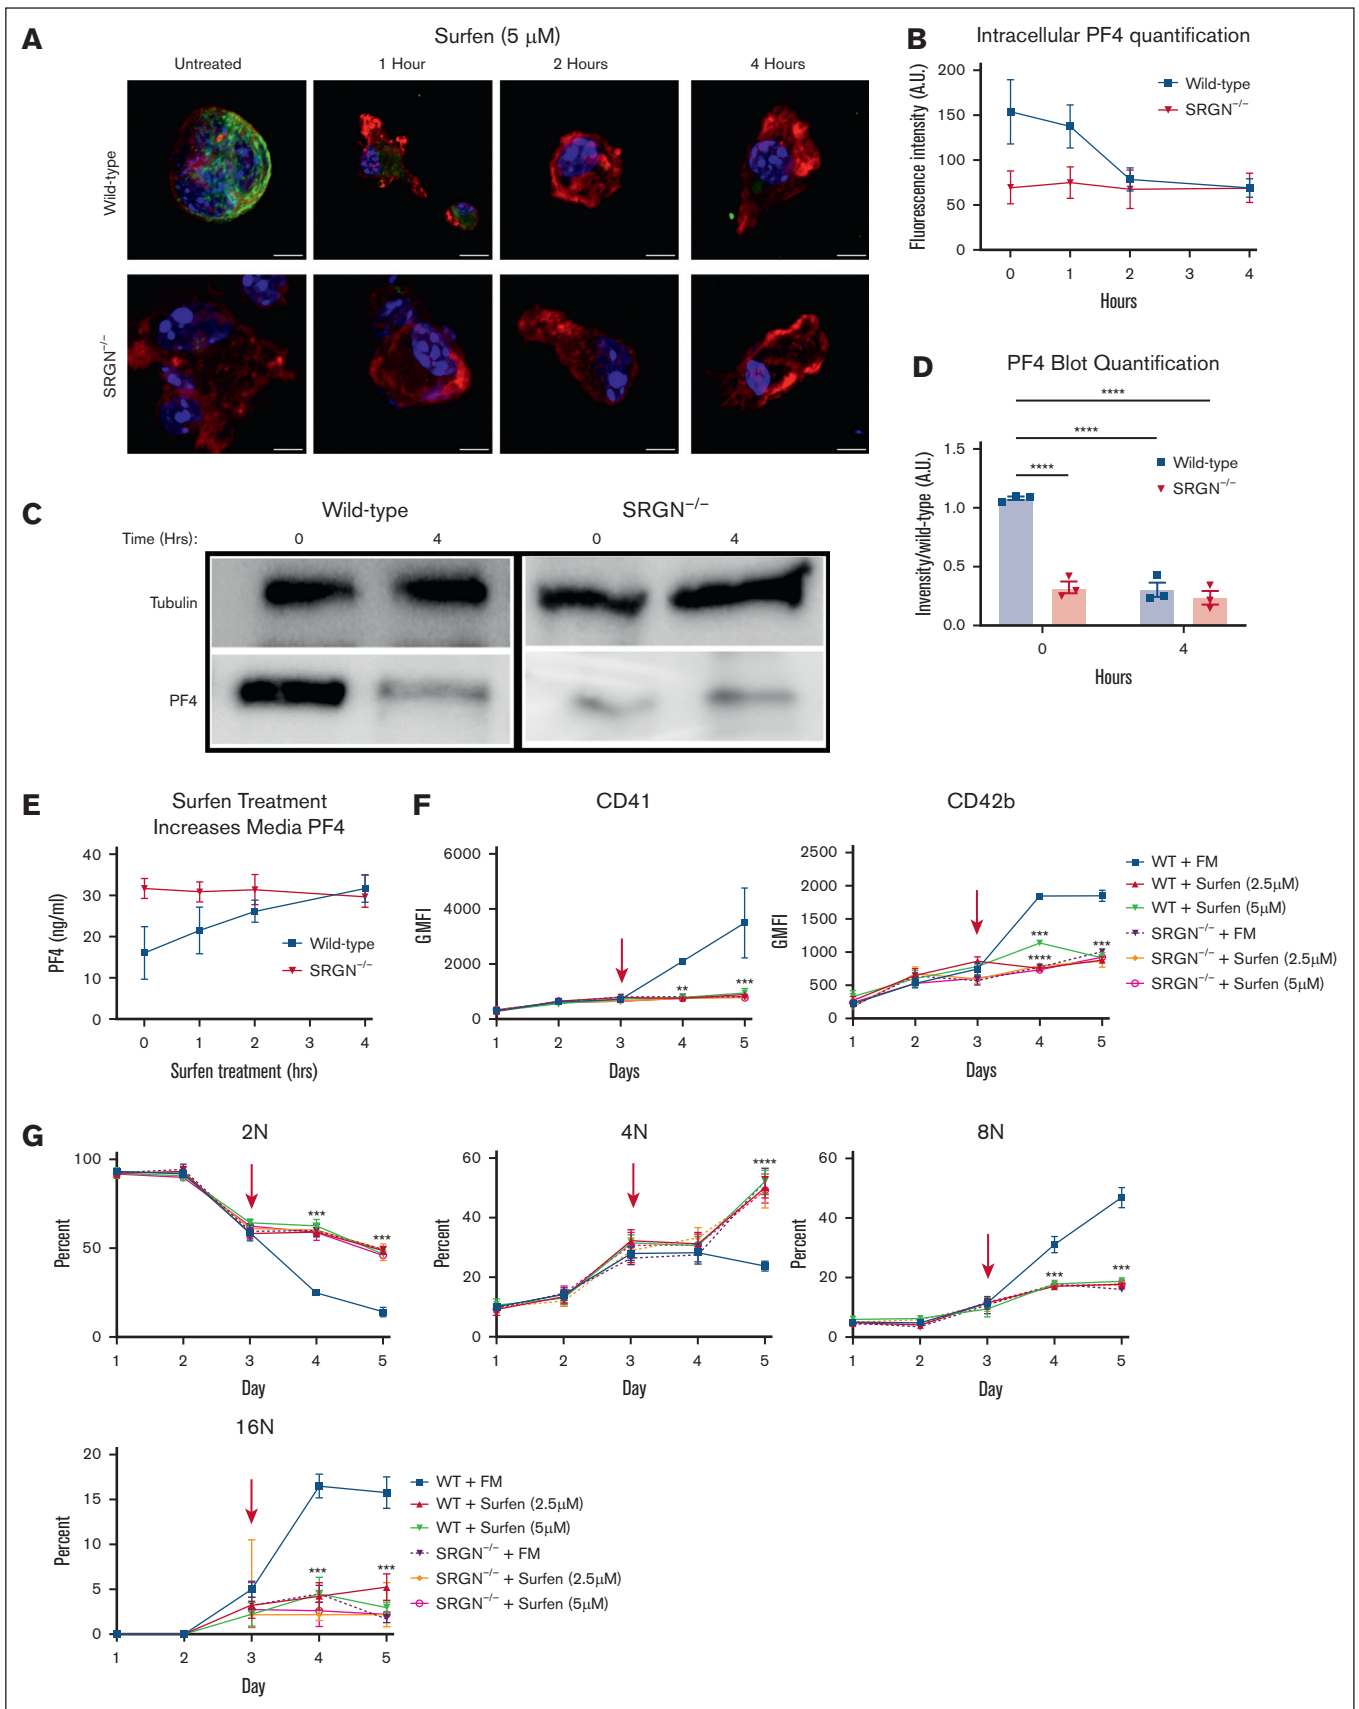 A
Surfen (5 μM)
Untreated
1 Hour
2 Hours
4 Hours
Wild-type
SRGN−/−
B
Intracellular PF4 quantification
Fluorescence intensity (A.U.)
200
150
100
50
0
Wild-type
SRGN−/−
0
1
2
3
4
Hours
C
Wild-type
SRGN−/−
Time (Hrs):
0
4
0
4
Tubulin
PF4
D
PF4 Blot Quantification
****
****
****
Invensity/wild-type (A.U.)
1.5
1.0
0.5
0.0
Wild-type
SRGN−/−
0
4
Hours
E
Surfen Treatment
Increases Media PF4
PF4 (ng/ml)
40
30
20
10
0
Wild-type
SRGN−/−
0
1
2
3
4
Surfen treatment (hrs)
F
CD41
GMFI
6000
4000
2000
0
**
***
1
2
3
4
5
Days
CD42b
GMFI
2500
2000
1500
1000
500
0
***
****
***
1
2
3
4
5
Days
WT + FM
WT + Surfen (2.5μM)
WT + Surfen (5μM)
SRGN−/− + FM
SRGN−/− + Surfen (2.5μM)
SRGN−/− + Surfen (5μM)
G
2N
Percent
100
50
0
***
***
1
2
3
4
5
Day
4N
Percent
60
40
20
0
****
1
2
3
4
5
Day
8N
Percent
60
40
20
0
***
***
1
2
3
4
5
Day
16N
Percent
20
15
10
5
0
***
***
1
2
3
4
5
Day
WT + FM
WT + Surfen (2.5μM)
WT + Surfen (5μM)
SRGN−/− + FM
SRGN−/− + Surfen (2.5μM)
SRGN−/− + Surfen (5μM)